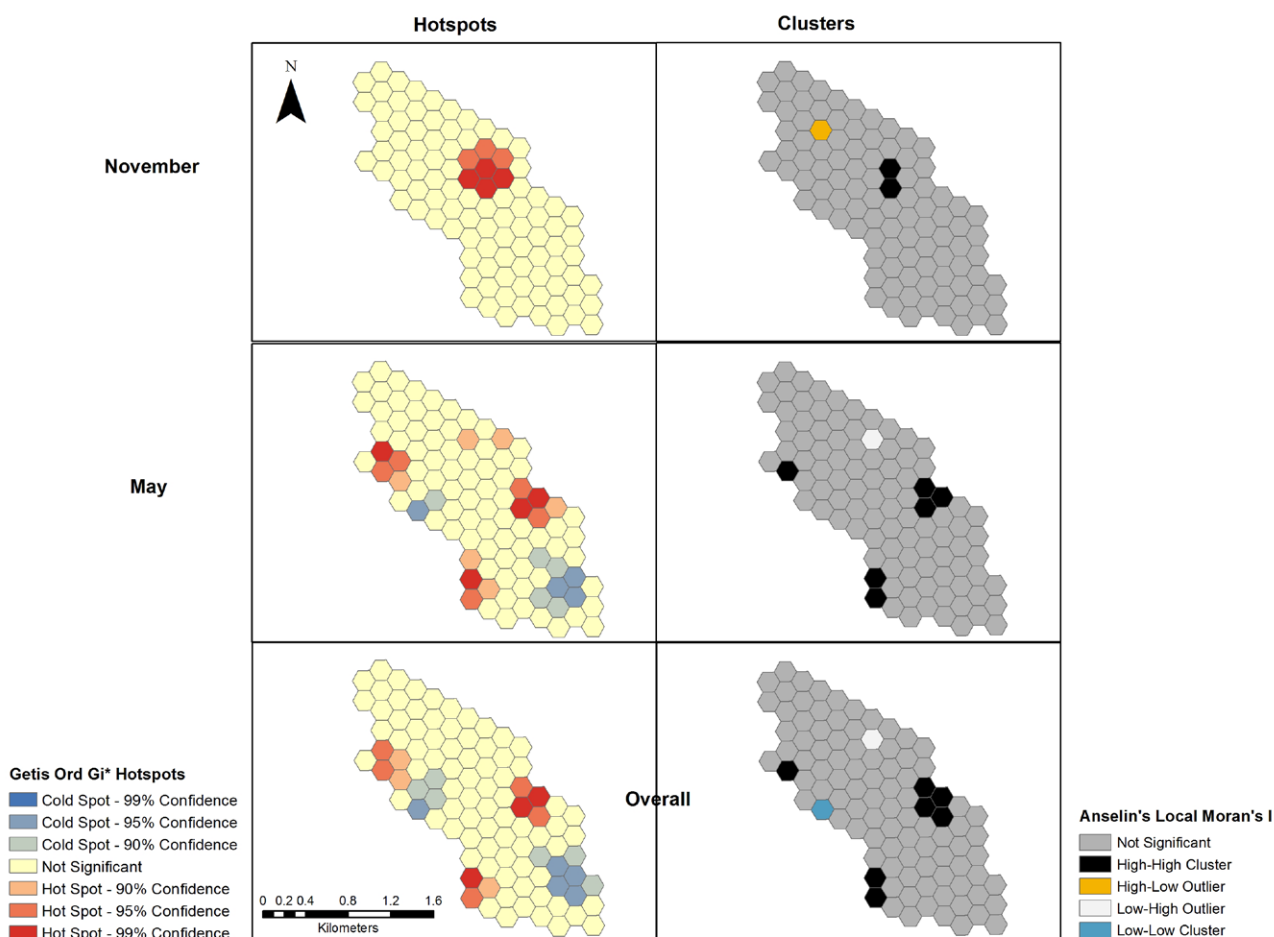 Hotspots
Clusters
N
November
May
Overall
Getis Ord Gi* Hotspots
Cold Spot - 99% Confidence
Cold Spot - 95% Confidence
Cold Spot - 90% Confidence
Not Significant
Hot Spot - 90% Confidence
Hot Spot - 95% Confidence
Hot Spot - 99% Confidence
0 0.2 0.4 0.8 1.2 1.6
Kilometers
Anselin's Local Moran's I
Not Significant
High-High Cluster
High-Low Outlier
Low-High Outlier
Low-Low Cluster